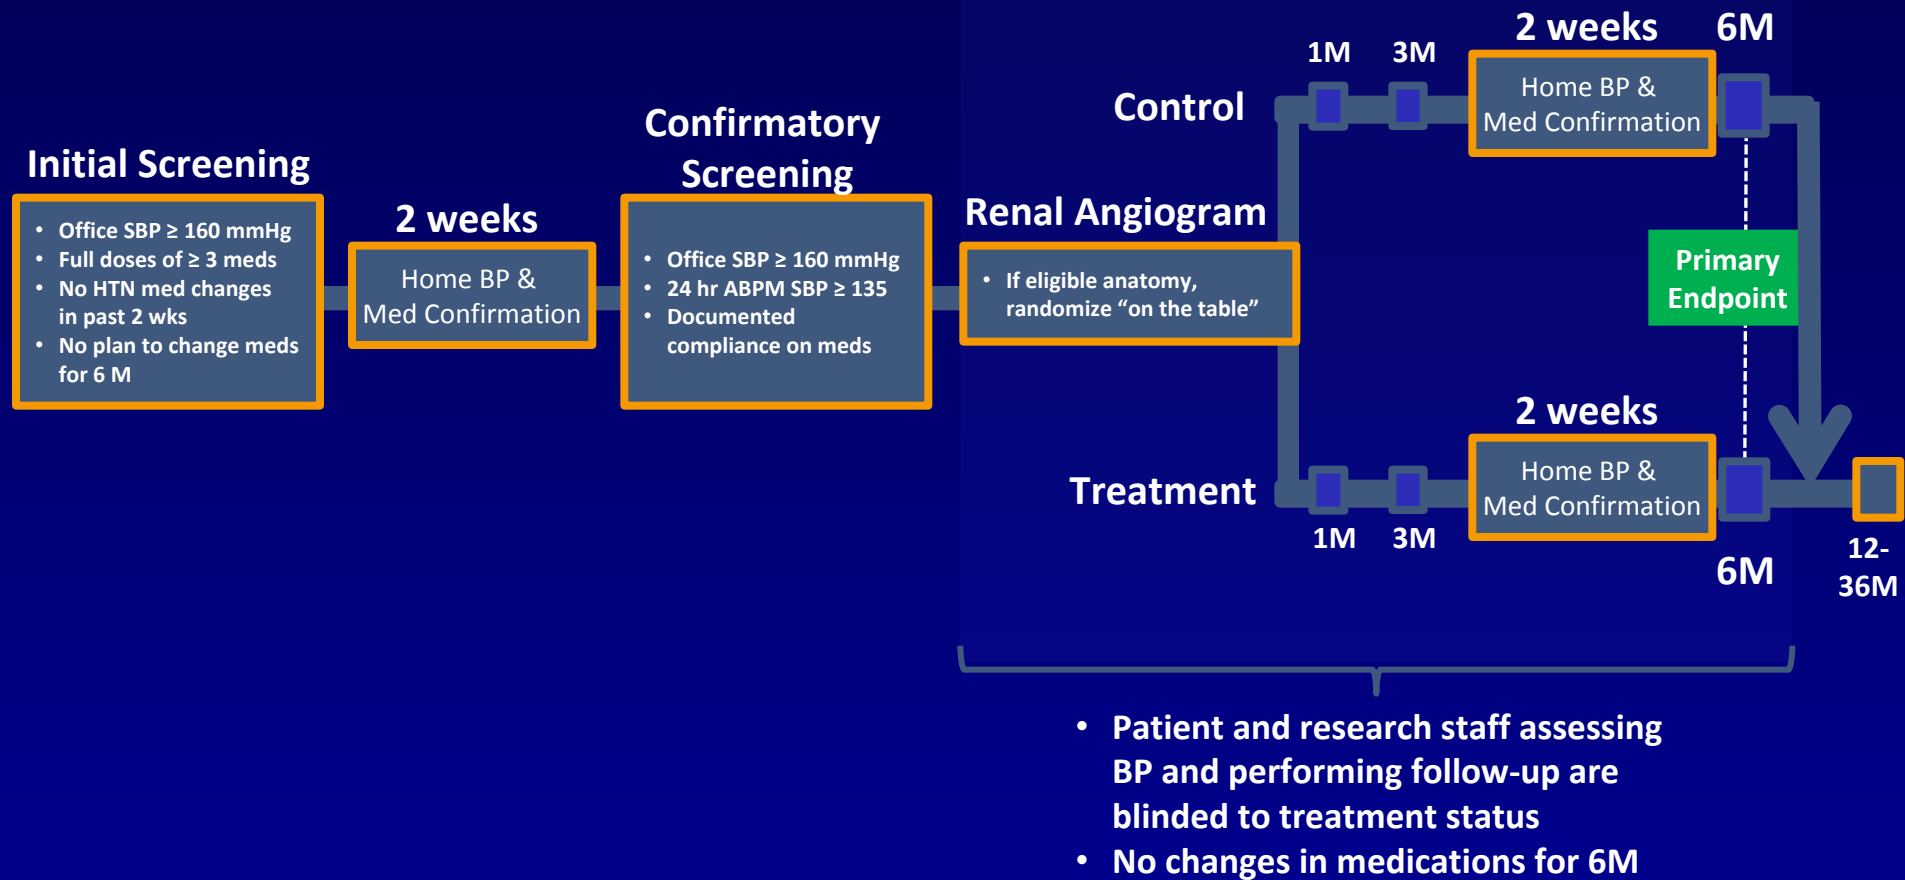 Initial Screening
• Office SBP ≥ 160 mmHg
• Full doses of ≥ 3 meds
• No HTN med changes
in past 2 wks
• No plan to change meds
for 6 M
2 weeks
Home BP &
Med Confirmation
Confirmatory
Screening
• Office SBP ≥ 160 mmHg
• 24 hr ABPM SBP ≥ 135
• Documented
compliance on meds
Renal Angiogram
• If eligible anatomy,
randomize “on the table”
Control
1M
3M
2 weeks
Home BP &
Med Confirmation
6M
Primary
Endpoint
Treatment
1M
3M
2 weeks
Home BP &
Med Confirmation
6M
12-
36M
• Patient and research staff assessing
BP and performing follow-up are
blinded to treatment status
• No changes in medications for 6M